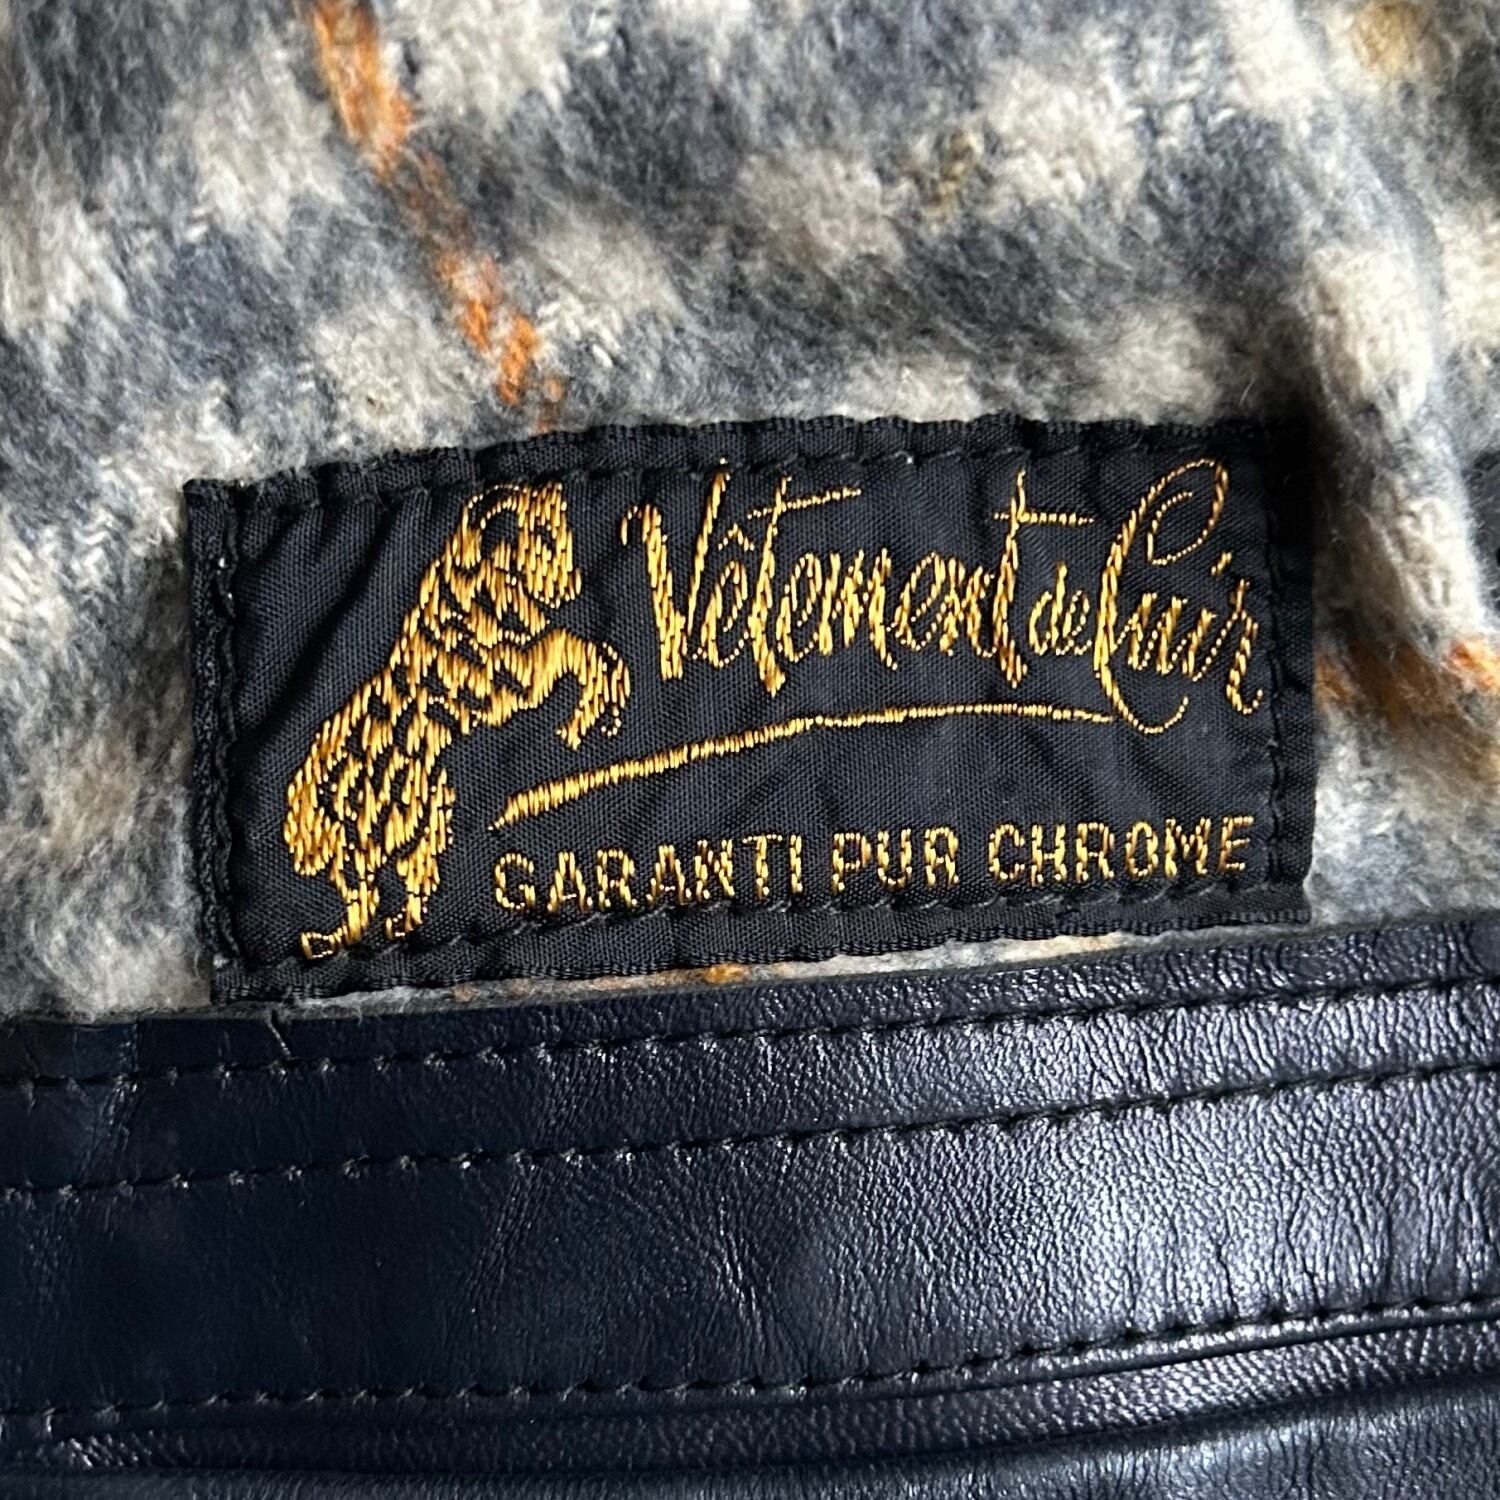 Vêtement de Cuir
GARANTI PUR CHROME